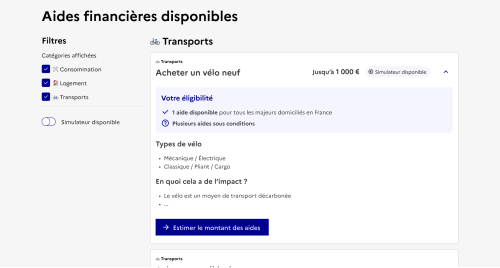 Aides financières disponibles
Filtres
Catégories affichées
Consommation
Logement
Transports
Simulateur disponible
Transports
Transports
Acheter un vélo neuf
Jusqu'à 1 000 €
Simulateur disponible
Votre éligibilité
1 aide disponible pour tous les majeurs domiciliés en France
Plusieurs aides sous conditions
Types de vélo
• Mécanique / Électrique
• Classique / Pliant / Cargo
En quoi cela a de l'impact ?
• Le vélo est un moyen de transport décarbonée
• ...
→ Estimer le montant des aides
Transports